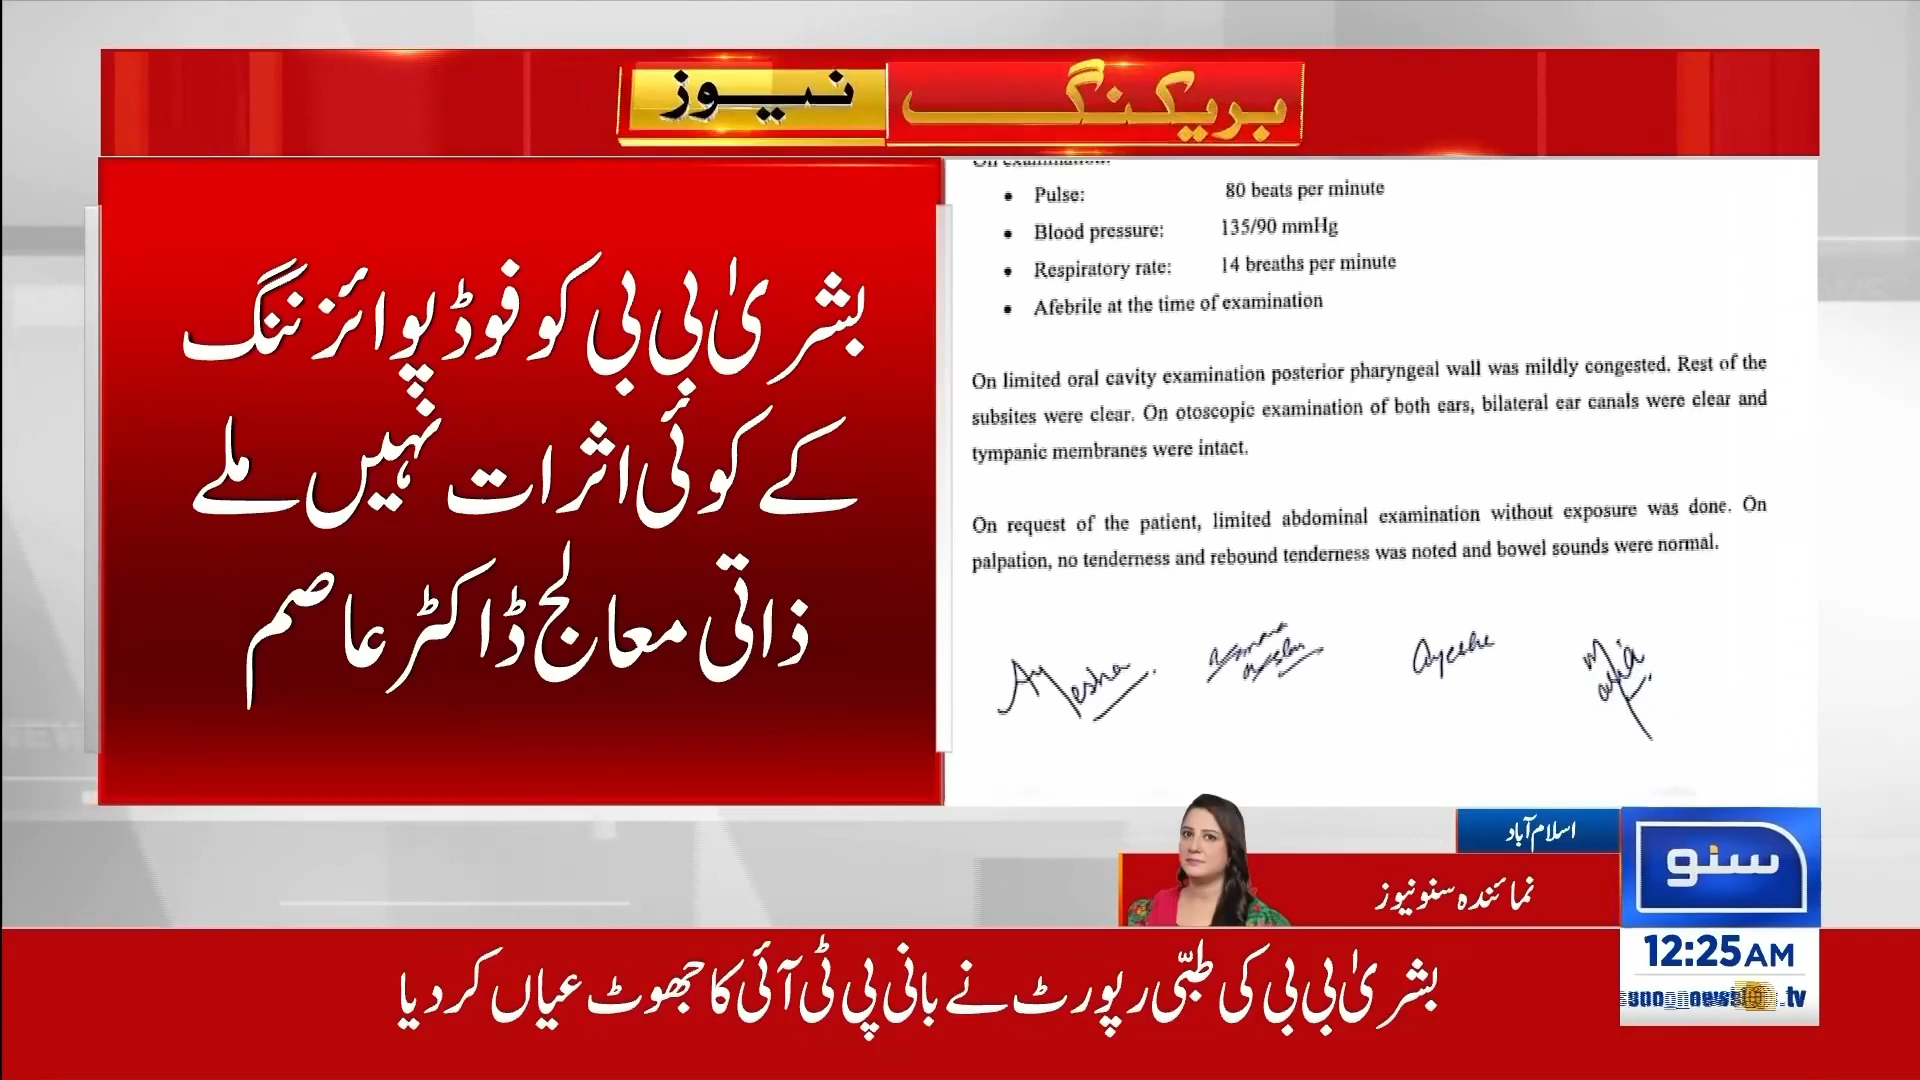 بریکنگ نیوز
بشریٰ بی بی کو فوڈ پوائزننگ
کے کوئی اثرات نہیں ملے
ذاتی معالج ڈاکٹر عاصم
On examination:
• Pulse: 80 beats per minute
• Blood pressure: 135/90 mmHg
• Respiratory rate: 14 breaths per minute
• Afebrile at the time of examination
On limited oral cavity examination posterior pharyngeal wall was mildly congested. Rest of the
subsites were clear. On otoscopic examination of both ears, bilateral ear canals were clear and
tympanic membranes were intact.
On request of the patient, limited abdominal examination without exposure was done. On
palpation, no tenderness and rebound tenderness was noted and bowel sounds were normal.
Ayesha
Ayesha
اسلام آباد
نمائندہ سنو نیوز
سنو
بشریٰ بی بی کی طبّی رپورٹ نے بانی پی ٹی آئی کا جھوٹ عیاں کردیا
12:25AM